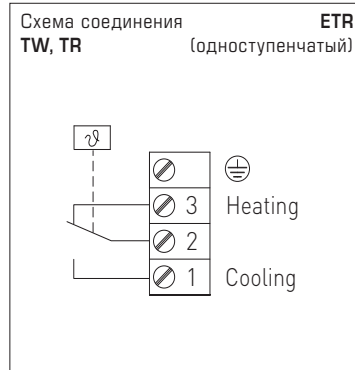 Схема соединения ETR
TW, TR (одноступенчатый)
ϑ
3 Heating
2
1 Cooling